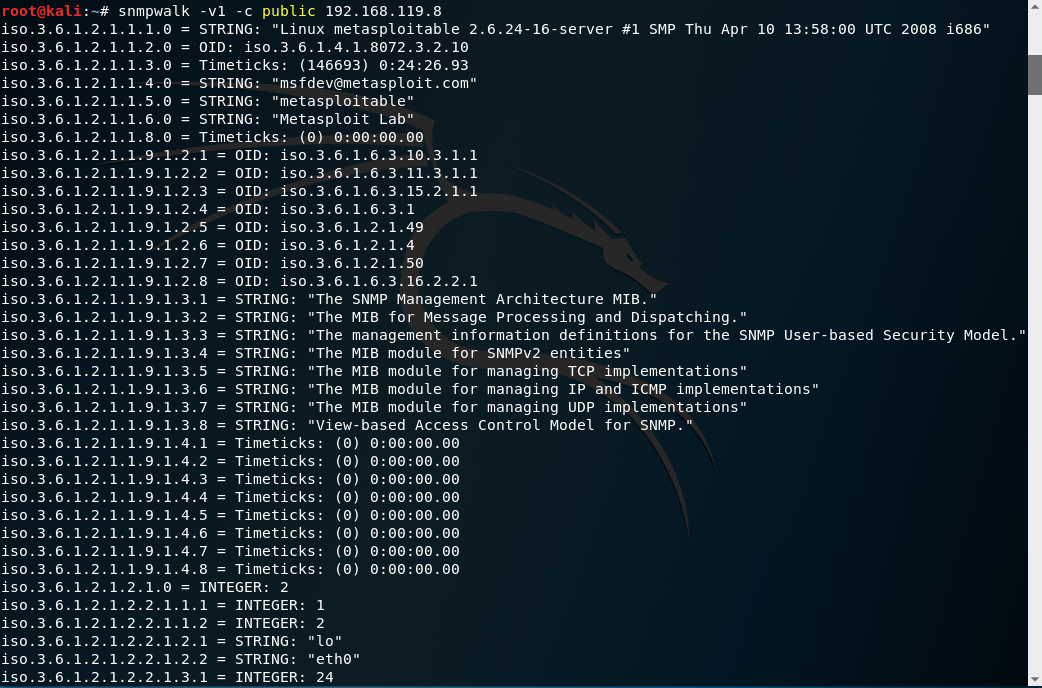 root@kali:~# snmpwalk -v1 -c public 192.168.119.8
iso.3.6.1.2.1.1.1.0 = STRING: "Linux metasploitable 2.6.24-16-server #1 SMP Thu Apr 10 13:58:00 UTC 2008 i686"
iso.3.6.1.2.1.1.2.0 = OID: iso.3.6.1.4.1.8072.3.2.10
iso.3.6.1.2.1.1.3.0 = Timeticks: (146693) 0:24:26.93
iso.3.6.1.2.1.1.4.0 = STRING: "msfdev@metasploit.com"
iso.3.6.1.2.1.1.5.0 = STRING: "metasploitable"
iso.3.6.1.2.1.1.6.0 = STRING: "Metasploit Lab"
iso.3.6.1.2.1.1.8.0 = Timeticks: (0) 0:00:00.00
iso.3.6.1.2.1.1.9.1.2.1 = OID: iso.3.6.1.6.3.10.3.1.1
iso.3.6.1.2.1.1.9.1.2.2 = OID: iso.3.6.1.6.3.11.3.1.1
iso.3.6.1.2.1.1.9.1.2.3 = OID: iso.3.6.1.6.3.15.2.1.1
iso.3.6.1.2.1.1.9.1.2.4 = OID: iso.3.6.1.6.3.1
iso.3.6.1.2.1.1.9.1.2.5 = OID: iso.3.6.1.2.1.49
iso.3.6.1.2.1.1.9.1.2.6 = OID: iso.3.6.1.2.1.4
iso.3.6.1.2.1.1.9.1.2.7 = OID: iso.3.6.1.2.1.50
iso.3.6.1.2.1.1.9.1.2.8 = OID: iso.3.6.1.6.3.16.2.2.1
iso.3.6.1.2.1.1.9.1.3.1 = STRING: "The SNMP Management Architecture MIB."
iso.3.6.1.2.1.1.9.1.3.2 = STRING: "The MIB for Message Processing and Dispatching."
iso.3.6.1.2.1.1.9.1.3.3 = STRING: "The management information definitions for the SNMP User-based Security Model."
iso.3.6.1.2.1.1.9.1.3.4 = STRING: "The MIB module for SNMPv2 entities"
iso.3.6.1.2.1.1.9.1.3.5 = STRING: "The MIB module for managing TCP implementations"
iso.3.6.1.2.1.1.9.1.3.6 = STRING: "The MIB module for managing IP and ICMP implementations"
iso.3.6.1.2.1.1.9.1.3.7 = STRING: "The MIB module for managing UDP implementations"
iso.3.6.1.2.1.1.9.1.3.8 = STRING: "View-based Access Control Model for SNMP."
iso.3.6.1.2.1.1.9.1.4.1 = Timeticks: (0) 0:00:00.00
iso.3.6.1.2.1.1.9.1.4.2 = Timeticks: (0) 0:00:00.00
iso.3.6.1.2.1.1.9.1.4.3 = Timeticks: (0) 0:00:00.00
iso.3.6.1.2.1.1.9.1.4.4 = Timeticks: (0) 0:00:00.00
iso.3.6.1.2.1.1.9.1.4.5 = Timeticks: (0) 0:00:00.00
iso.3.6.1.2.1.1.9.1.4.6 = Timeticks: (0) 0:00:00.00
iso.3.6.1.2.1.1.9.1.4.7 = Timeticks: (0) 0:00:00.00
iso.3.6.1.2.1.1.9.1.4.8 = Timeticks: (0) 0:00:00.00
iso.3.6.1.2.1.2.1.0 = INTEGER: 2
iso.3.6.1.2.1.2.2.1.1.1 = INTEGER: 1
iso.3.6.1.2.1.2.2.1.1.2 = INTEGER: 2
iso.3.6.1.2.1.2.2.1.2.1 = STRING: "lo"
iso.3.6.1.2.1.2.2.1.2.2 = STRING: "eth0"
iso.3.6.1.2.1.2.2.1.3.1 = INTEGER: 24